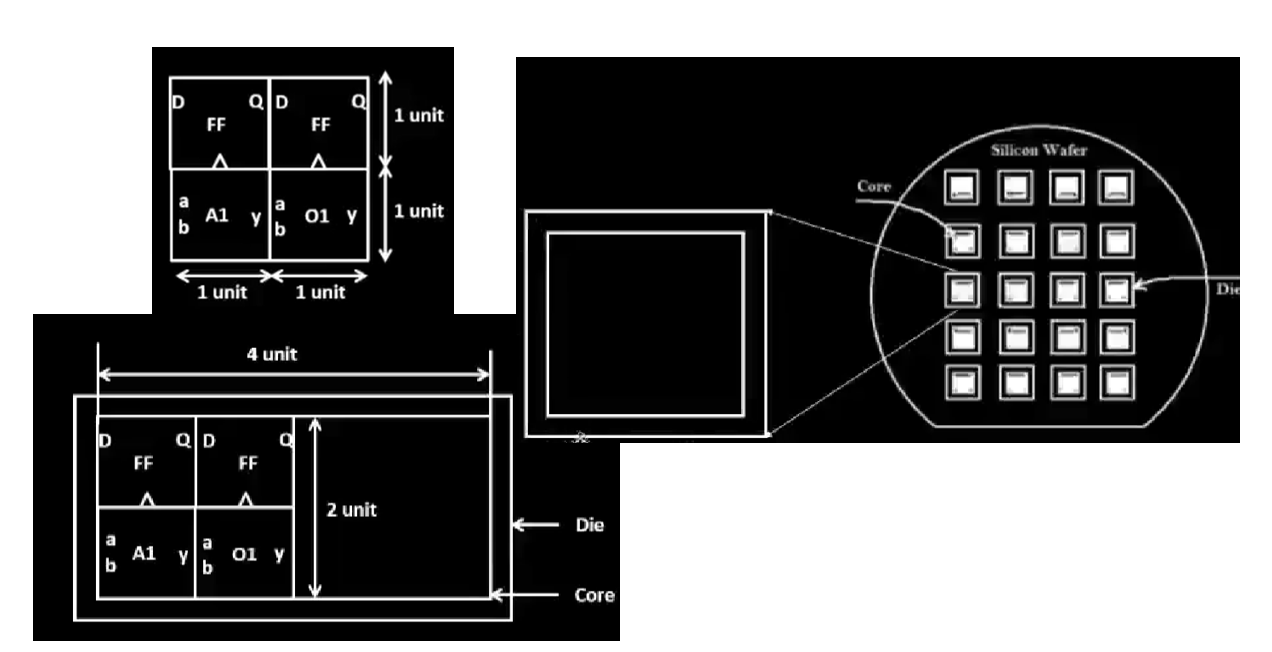 D Q D Q
FF FF
1 unit
a
b A1 y a
b O1 y
1 unit
1 unit 1 unit
Silicon Wafer
Core
Die
4 unit
D Q D Q
FF FF
2 unit
a
b A1 y a
b O1 y
Die
Core